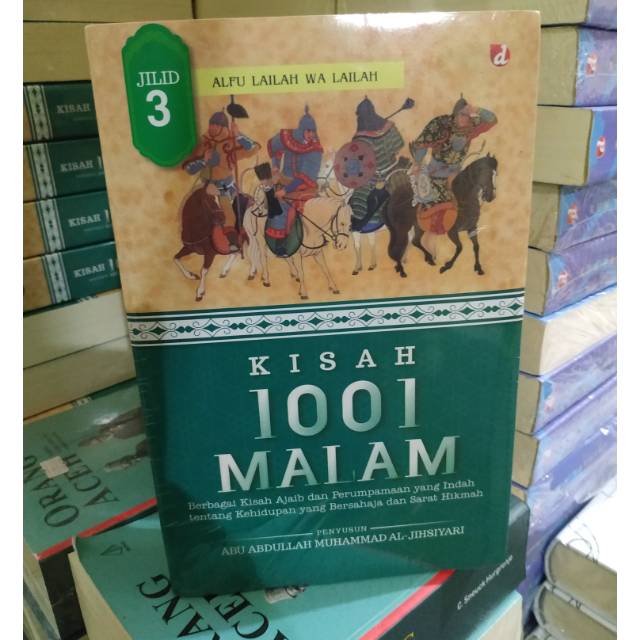 JILID
3
ALFU LAILAH WA LAILAH
d
KISAH
1001
MALAM
Berbagai Kisah Ajaib dan Perumpamaan yang Indah
tentang Kehidupan yang Bersahaja dan Sarat Hikmah
PENYUSUN
ABU ABDULLAH MUHAMMAD AL-JIHSIYARI
KISAH
KISAH
KISAH
KISAH
ORANG
ACEH
C. Snouck Hurgronje